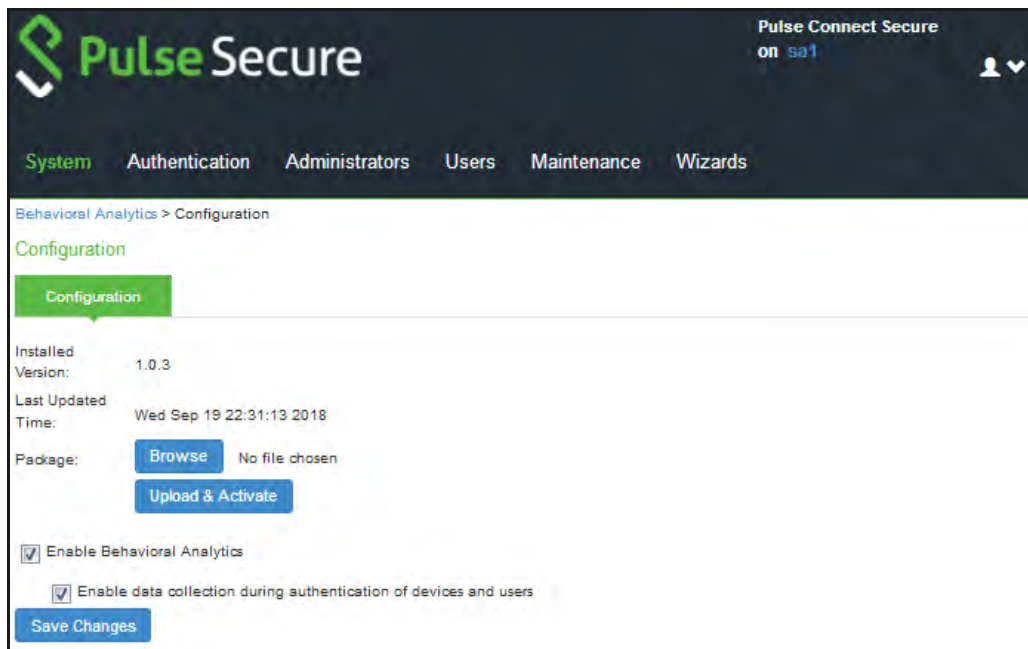 Pulse Secure
Pulse Connect Secure
on sa1
System Authentication Administrators Users Maintenance Wizards
Behavioral Analytics > Configuration
Configuration
Configuration
Installed
Version:
1.0.3
Last Updated
Time:
Wed Sep 19 22:31:13 2018
Package:
Browse No file chosen
Upload & Activate
Enable Behavioral Analytics
Enable data collection during authentication of devices and users
Save Changes